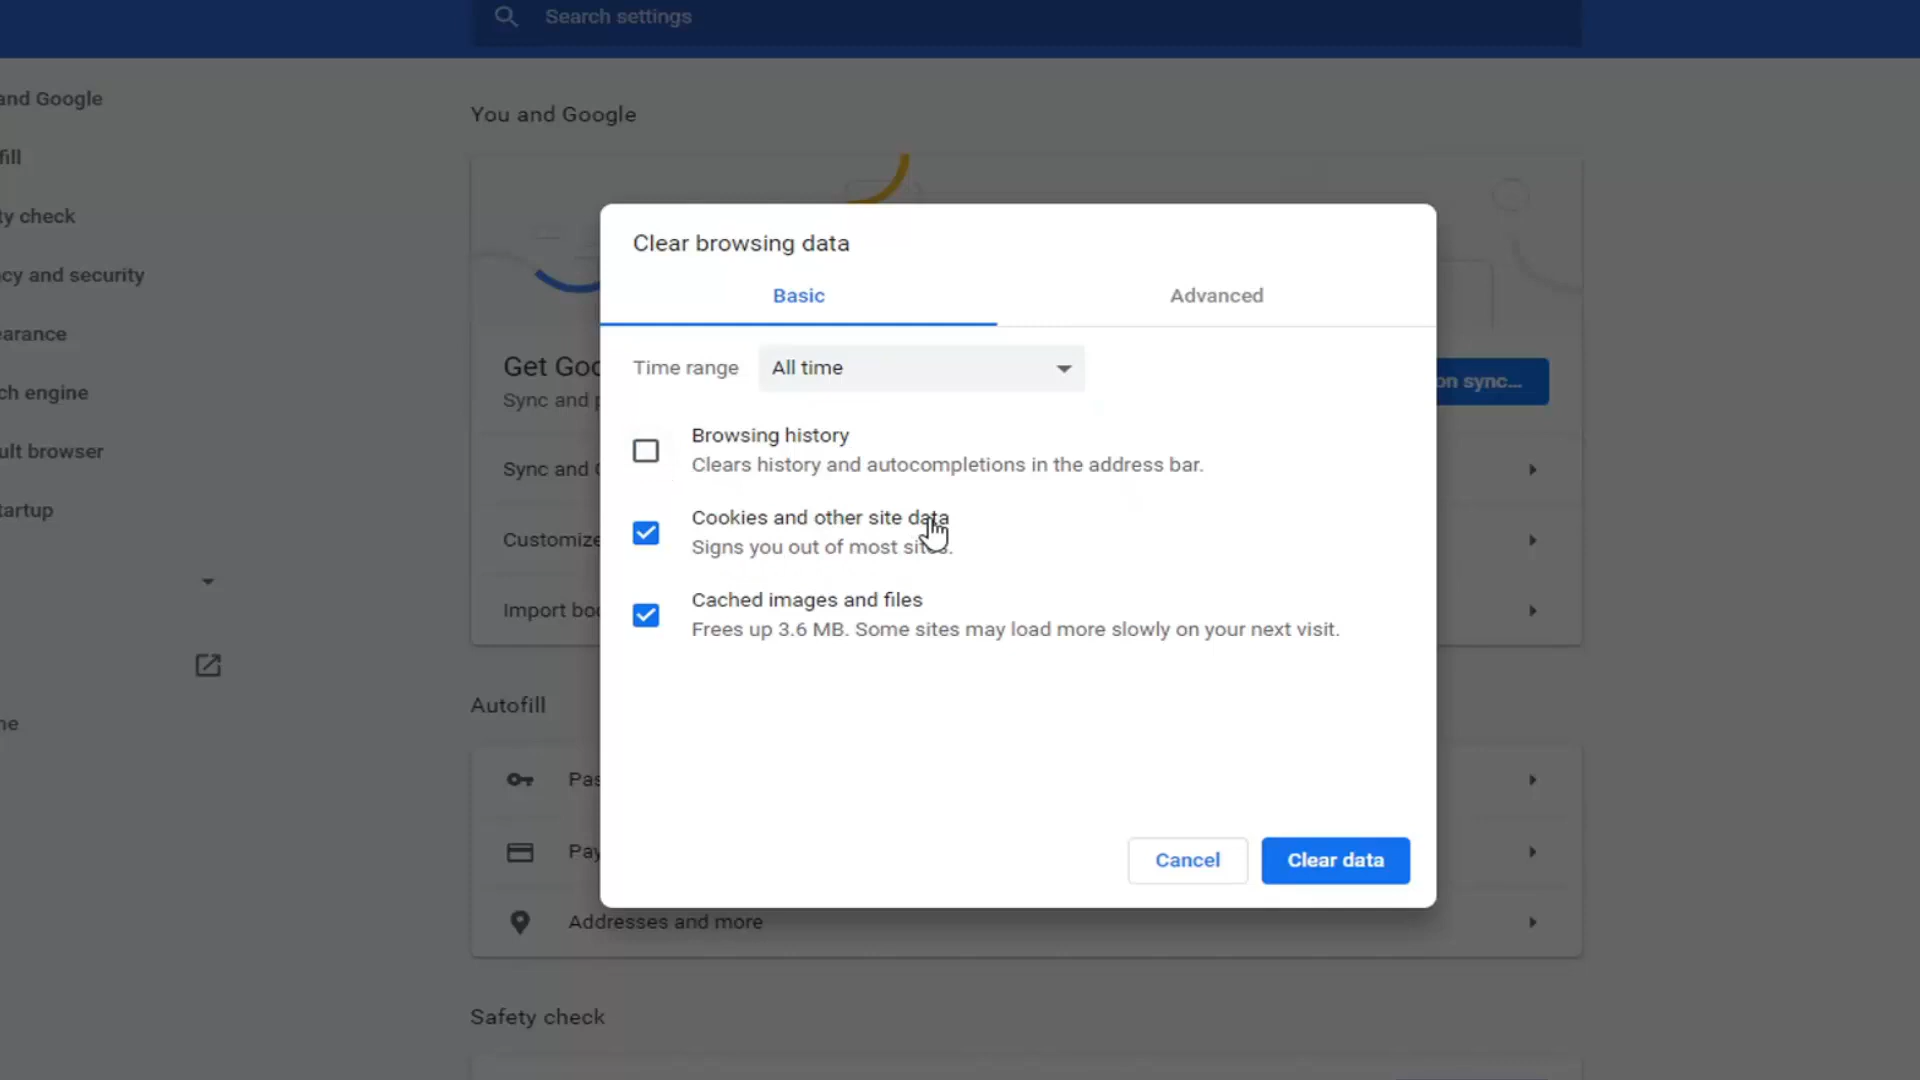 Search settings
and Google
You and Google
fill
ty check
cy and security
earance
ch engine
ult browser
tartup
me
Get Goo
Sync and p
on sync...
Sync and G
Customize
Import boo
Clear browsing data
Basic
Advanced
Time range
All time
Browsing history
Clears history and autocompletions in the address bar.
Cookies and other site data
Signs you out of most sites.
Cached images and files
Frees up 3.6 MB. Some sites may load more slowly on your next visit.
Cancel
Clear data
Autofill
Pas
Pay
Addresses and more
Safety check